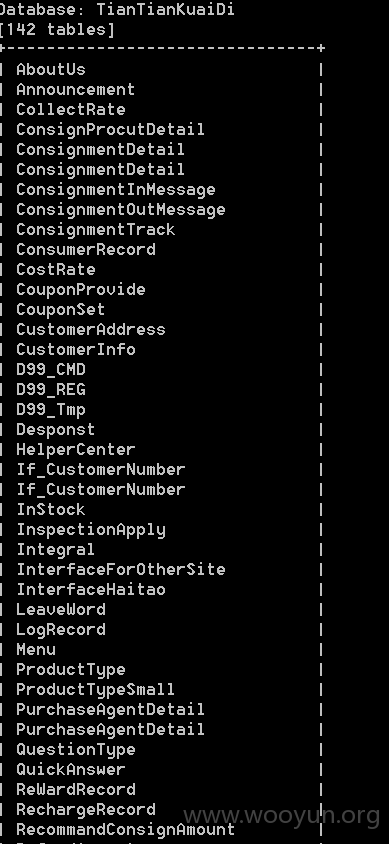 Database: TianTianKuaiDi
[142 tables]
+-------------------------------+
| AboutUs |
| Announcement |
| CollectRate |
| ConsignProcutDetail |
| ConsignmentDetail |
| ConsignmentDetail |
| ConsignmentInMessage |
| ConsignmentOutMessage |
| ConsignmentTrack |
| ConsumerRecord |
| CostRate |
| CouponProvide |
| CouponSet |
| CustomerAddress |
| CustomerInfo |
| D99_CMD |
| D99_REG |
| D99_Tmp |
| Desponst |
| HelperCenter |
| If_CustomerNumber |
| If_CustomerNumber |
| InStock |
| InspectionApply |
| Integral |
| InterfaceForOtherSite |
| InterfaceHaitao |
| LeaveWord |
| LogRecord |
| Menu |
| ProductType |
| ProductTypeSmall |
| PurchaseAgentDetail |
| PurchaseAgentDetail |
| QuestionType |
| QuickAnswer |
| ReWardRecord |
| RechargeRecord |
www.wooyun.org
| RecommandConsignAmount |